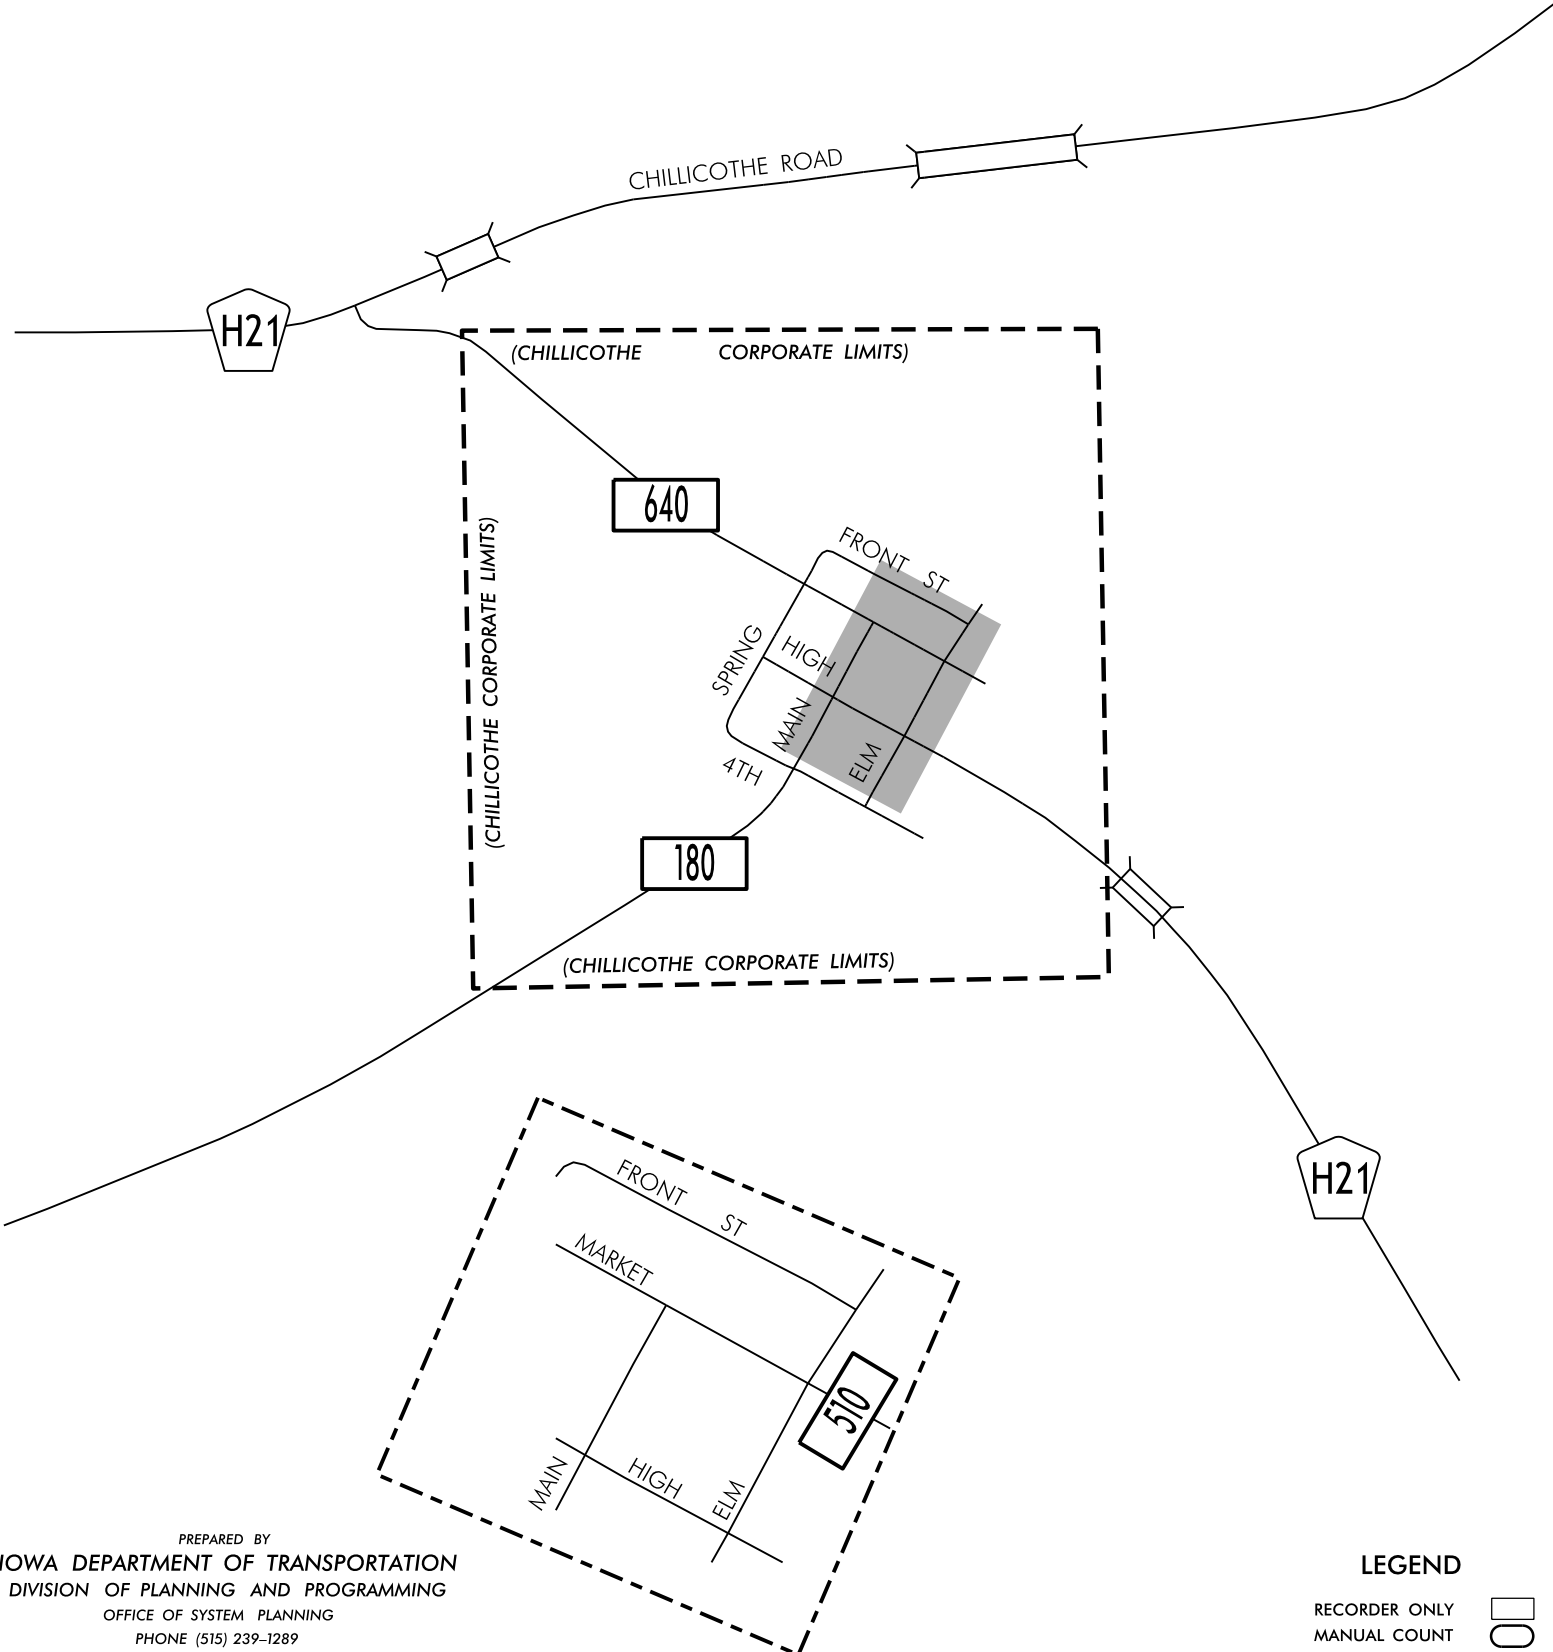 CHILLICOTHE ROAD
H21
(CHILLICOTHE CORPORATE LIMITS)
(CHILLICOTHE CORPORATE LIMITS)
640
FRONT ST
SPRING
HIGH
MAIN
ELM
4TH
180
(CHILLICOTHE CORPORATE LIMITS)
H21
FRONT ST
MARKET
510
MAIN
HIGH
ELM
PREPARED BY
IOWA DEPARTMENT OF TRANSPORTATION
DIVISION OF PLANNING AND PROGRAMMING
OFFICE OF SYSTEM PLANNING
PHONE (515) 239-1289
LEGEND
RECORDER ONLY
MANUAL COUNT